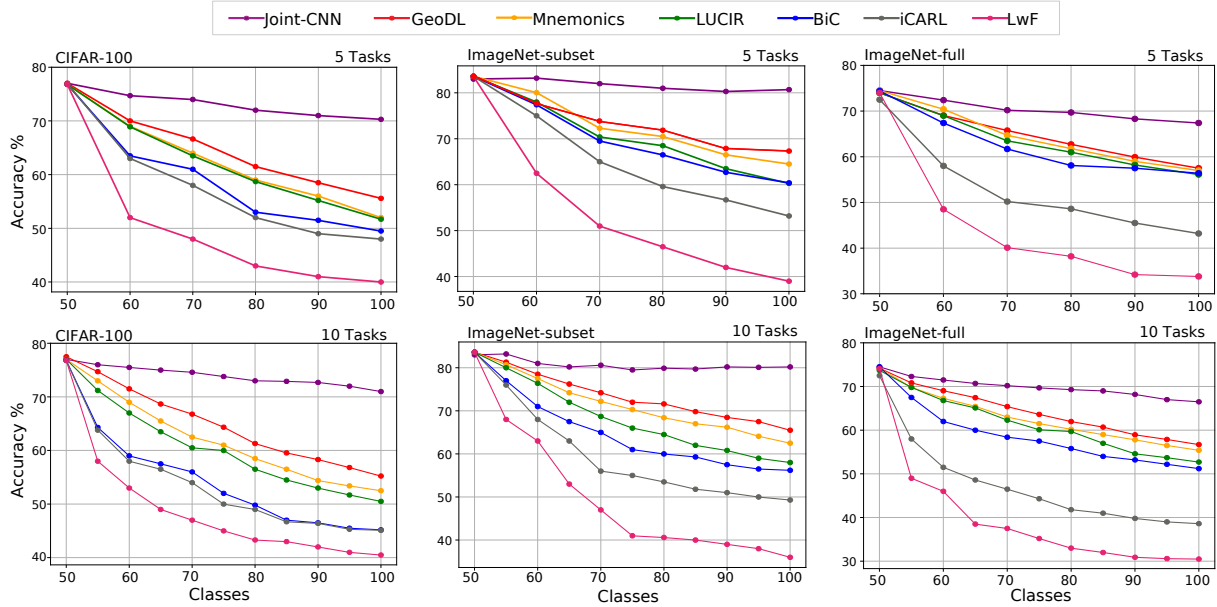 Joint-CNN GeoDL Mnemonics LUCIR BiC iCARL LwF
CIFAR-100 5 Tasks
ImageNet-subset 5 Tasks
ImageNet-full 5 Tasks
Accuracy %
80
70
60
50
40
50 60 70 80 90 100
80
70
60
50
40
50 60 70 80 90 100
80
70
60
50
40
30
50 60 70 80 90 100
CIFAR-100 10 Tasks
ImageNet-subset 10 Tasks
ImageNet-full 10 Tasks
Accuracy %
80
70
60
50
40
50 60 70 80 90 100
Classes
80
70
60
50
40
50 60 70 80 90 100
Classes
80
70
60
50
40
30
50 60 70 80 90 100
Classes